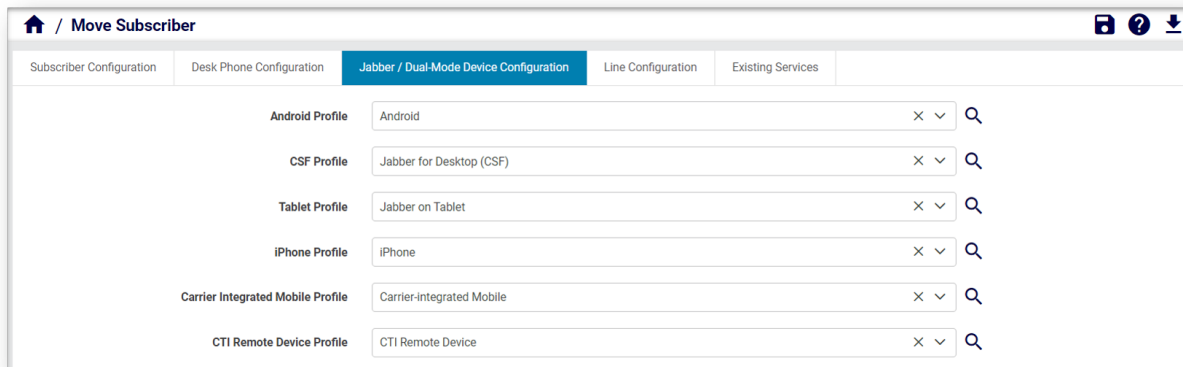 / Move Subscriber
Subscriber Configuration Desk Phone Configuration Jabber / Dual-Mode Device Configuration Line Configuration Existing Services
Android Profile Android
CSF Profile Jabber for Desktop (CSF)
Tablet Profile Jabber on Tablet
iPhone Profile iPhone
Carrier Integrated Mobile Profile Carrier-integrated Mobile
CTI Remote Device Profile CTI Remote Device